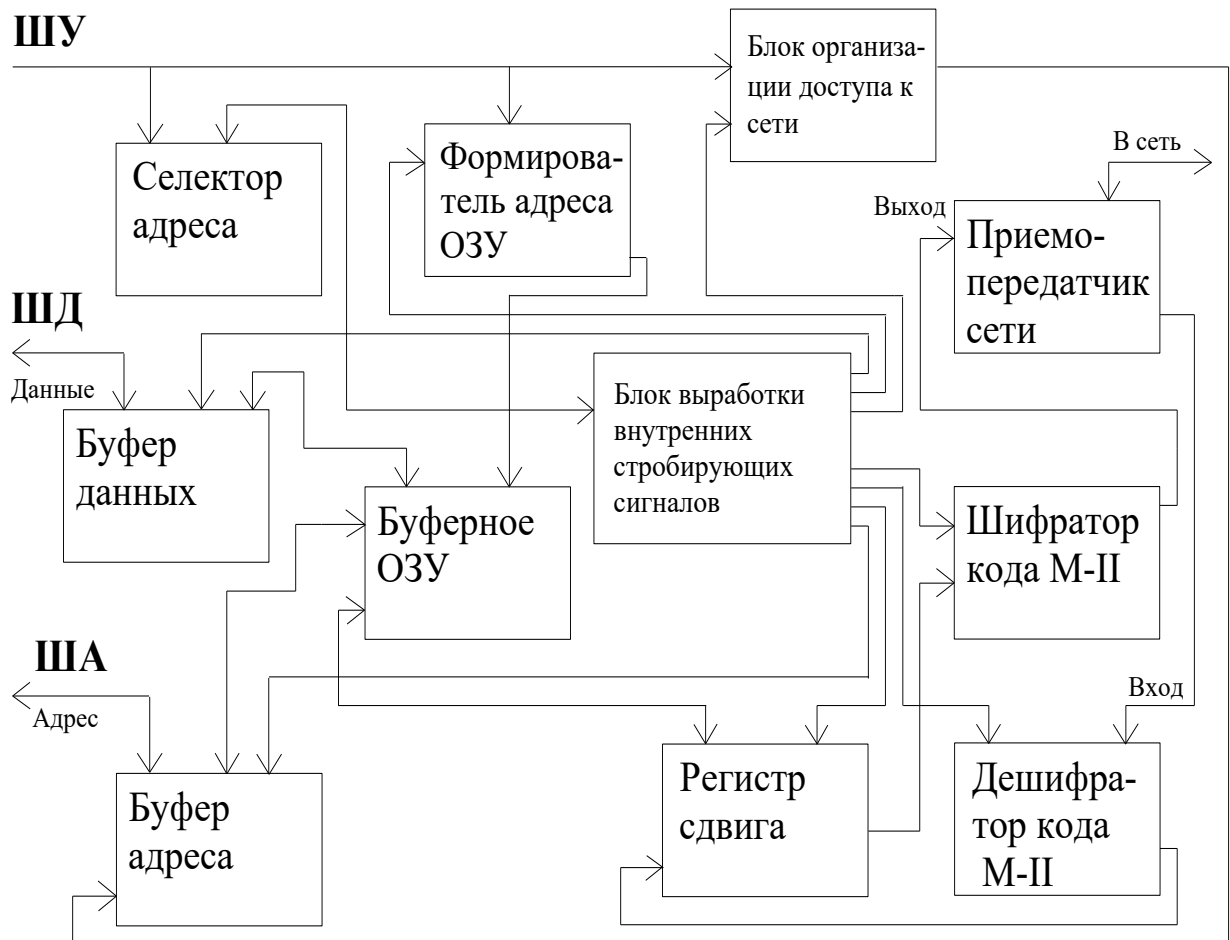 ШУ
Блок организа-
ции доступа к
сети
Селектор
адреса
Формирова-
тель адреса
ОЗУ
В сеть
Выход
Приемо-
передатчик
сети
ШД
Данные
Буфер
данных
Блок выработки
внутренних
стробирующих
сигналов
Буферное
ОЗУ
Шифратор
кода М-II
ША
Адрес
Вход
Буфер
адреса
Регистр
сдвига
Дешифра-
тор кода
М-II